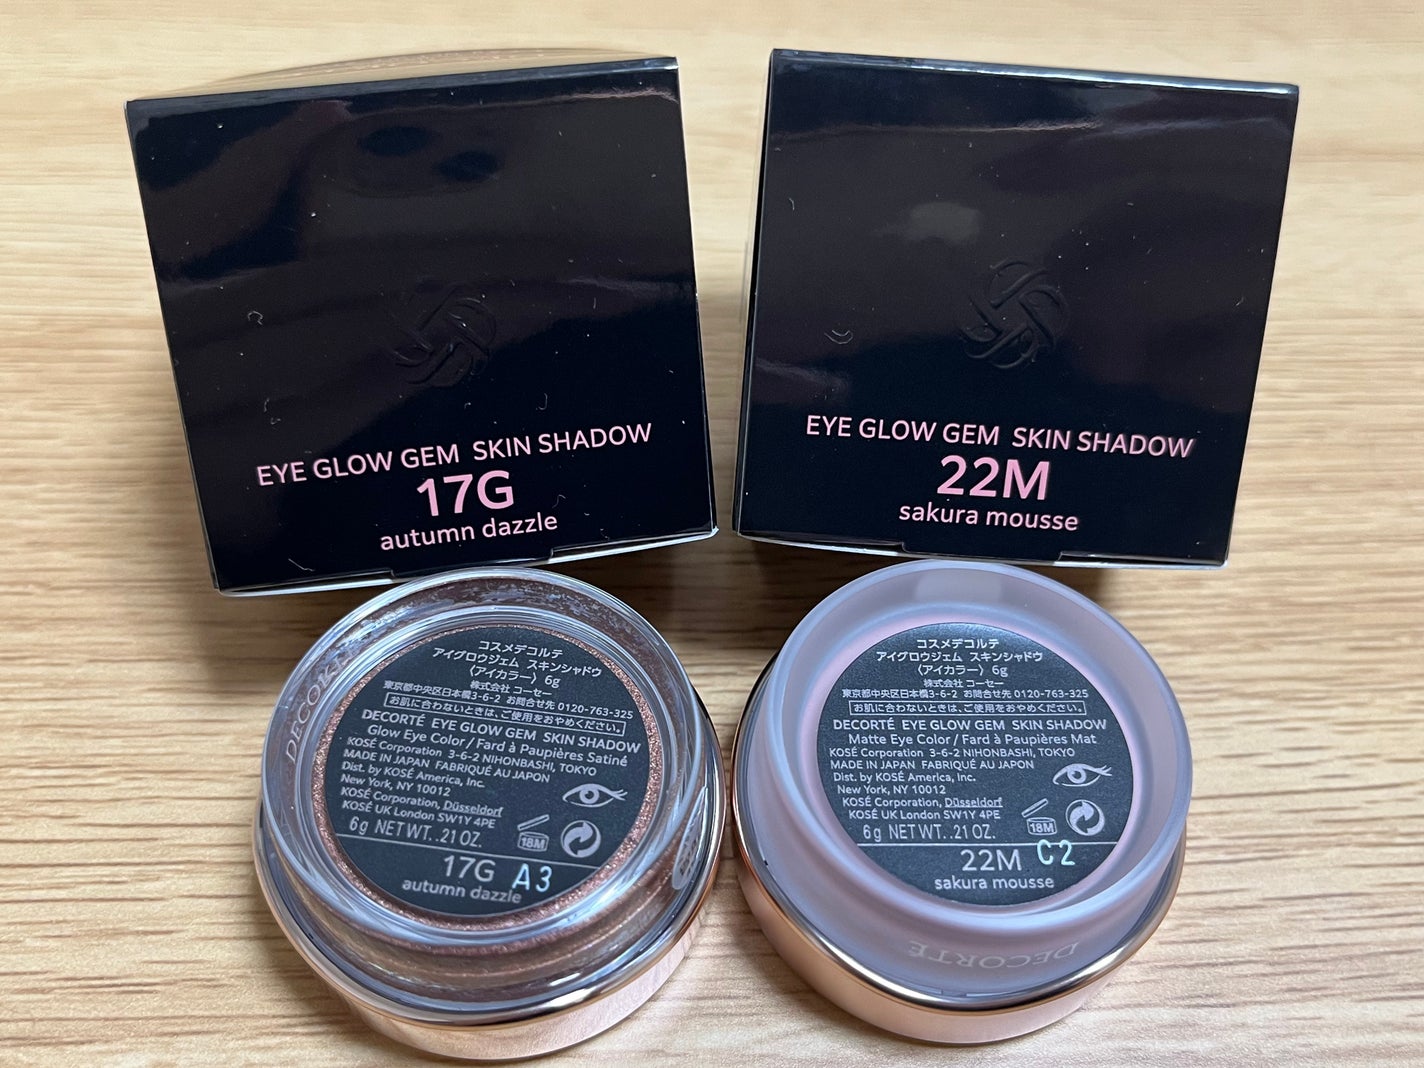 EYE GLOW GEM SKIN SHADOW
17G
autumn dazzle
EYE GLOW GEM SKIN SHADOW
22M
sakura mousse
DECOR
コスメデコルテ
アイグロウジェム スキンシャドウ
〈アイカラー〉 6g
株式会社 コーセー
東京都中央区日本橋3-6-2 お問合せ先 0120-763-325
お肌に合わないときは、ご使用をおやめください。
DECORTÉ EYE GLOW GEM SKIN SHADOW
Glow Eye Color / Fard à Paupières Satiné
KOSÉ Corporation 3-6-2 NIHONBASHI, TOKYO
MADE IN JAPAN FABRIQUÉ AU JAPON
Dist. by KOSÉ America, Inc.
New York, NY 10012
KOSÉ Corporation, Düsseldorf
KOSÉ UK London SW1Y 4PE
6g NET WT. .21 OZ.
18M
17G A3
autumn dazzle
コスメデコルテ
アイグロウジェム スキンシャドウ
〈アイカラー〉 6g
株式会社 コーセー
東京都中央区日本橋3-6-2 お問合せ先 0120-763-325
お肌に合わないときは、ご使用をおやめください。
DECORTÉ EYE GLOW GEM SKIN SHADOW
Matte Eye Color / Fard à Paupières Mat
KOSÉ Corporation 3-6-2 NIHONBASHI, TOKYO
MADE IN JAPAN FABRIQUÉ AU JAPON
Dist. by KOSÉ America, Inc.
New York, NY 10012
KOSÉ Corporation, Düsseldorf
KOSÉ UK London SW1Y 4PE
6g NET WT. .21 OZ.
18M
22M C2
sakura mousse
DECORTÉ